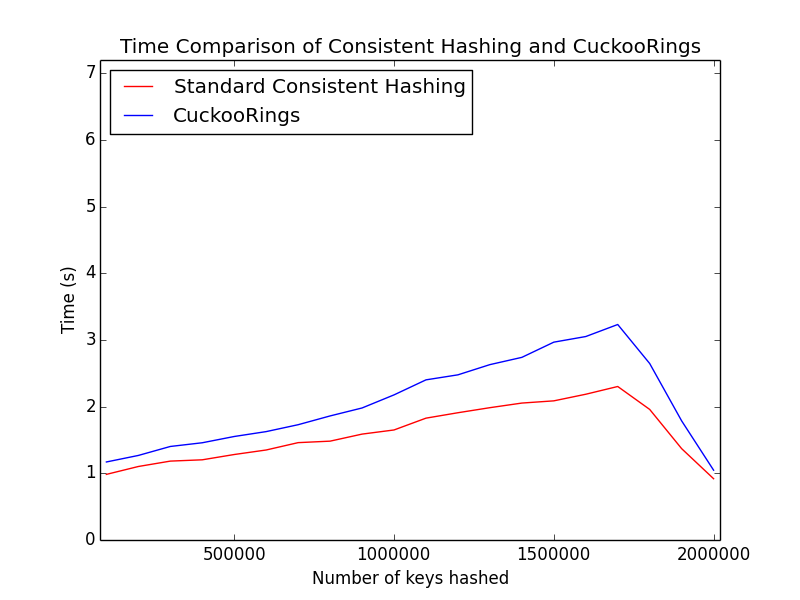 Time Comparison of Consistent Hashing and CuckooRings
Standard Consistent Hashing
CuckooRings
7
6
5
4
3
2
1
0
Time (s)
500000 1000000 1500000 2000000
Number of keys hashed